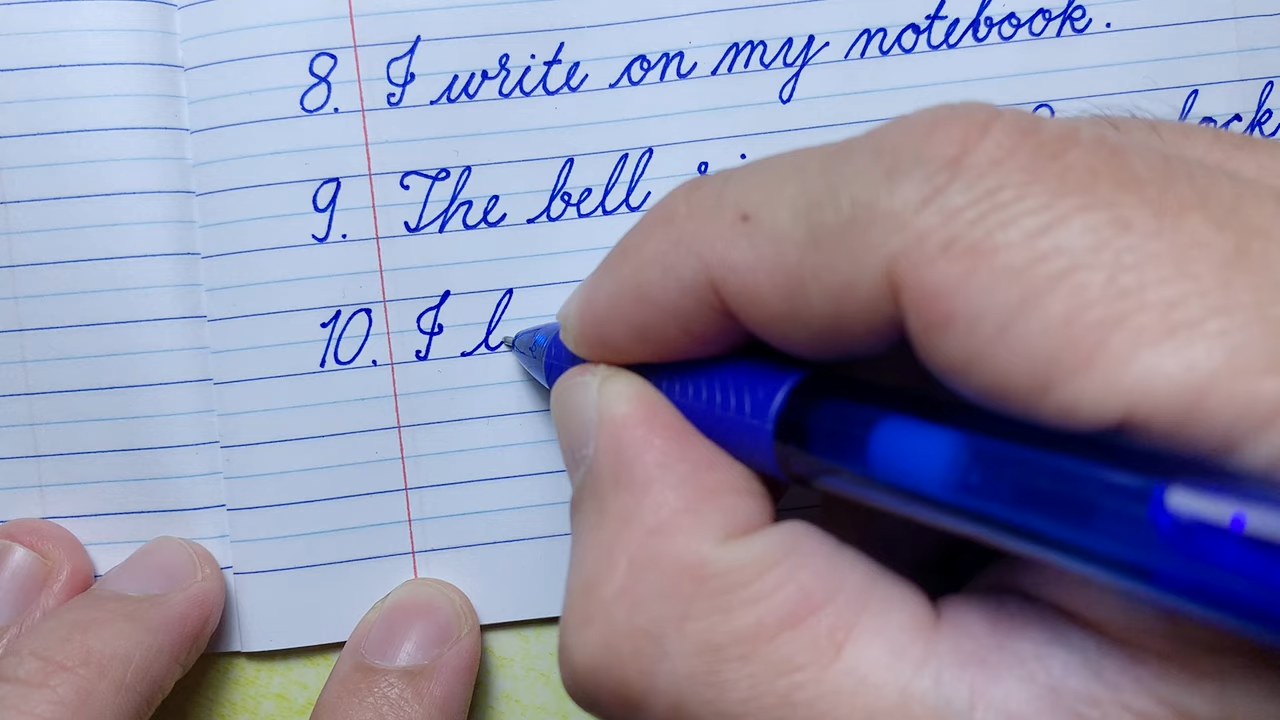 8. I write on my notebook.
9. The bell
10. I l